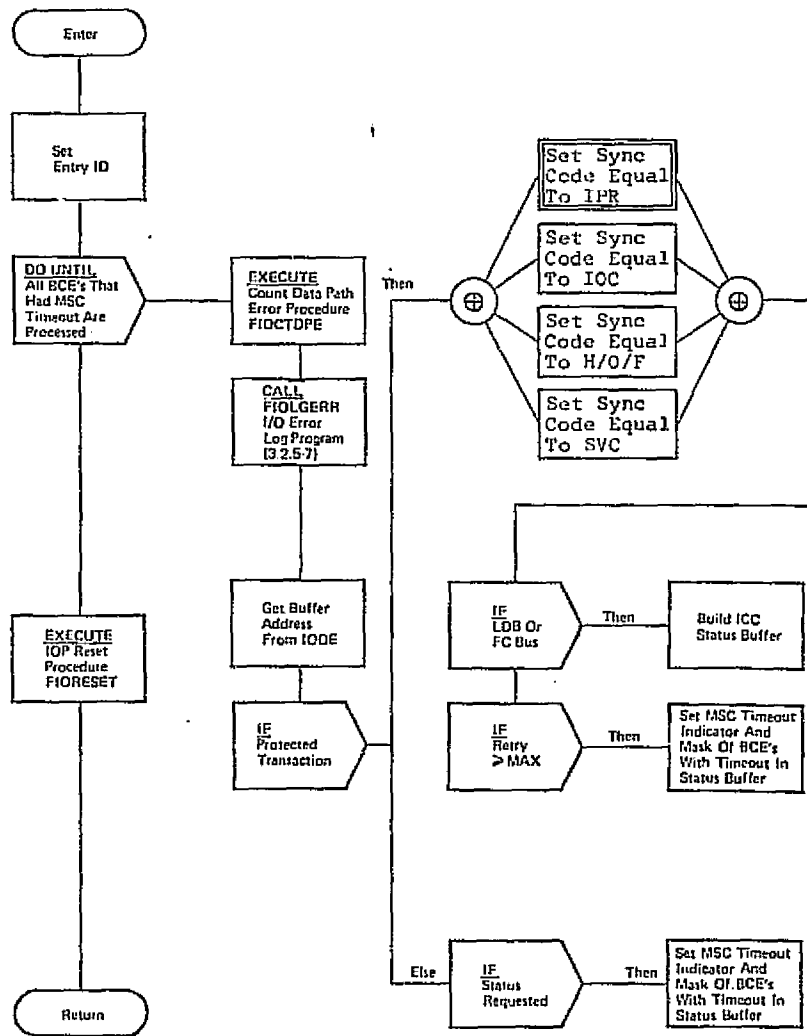 Enter
Set
Entry ID
DO UNTIL
All BCE's That
Had MSC
Timeout Are
Processed
EXECUTE
IOP Reset
Procedure
FIORESET
Return
EXECUTE
Count Data Path
Error Procedure
FIOCTDPE
CALL
FIOLGERR
I/O Error
Log Program
(3.2.5-7)
Get Buffer
Address
From IODE
IF
Protected
Transaction
Then
Set Sync
Code Equal
To IPR
Set Sync
Code Equal
To IOC
Set Sync
Code Equal
To H/O/F
Set Sync
Code Equal
To SVC
⊕
⊕
IF
LDB Or
FC Bus
Then
Build ICC
Status Buffer
IF
Retry
⩾ MAX
Then
Set MSC Timeout
Indicator And
Mask Of BCE's
With Timeout In
Status Buffer
Else
IF
Status
Requested
Then
Set MSC Timeout
Indicator And
Mask Of BCE's
With Timeout In
Status Buffer